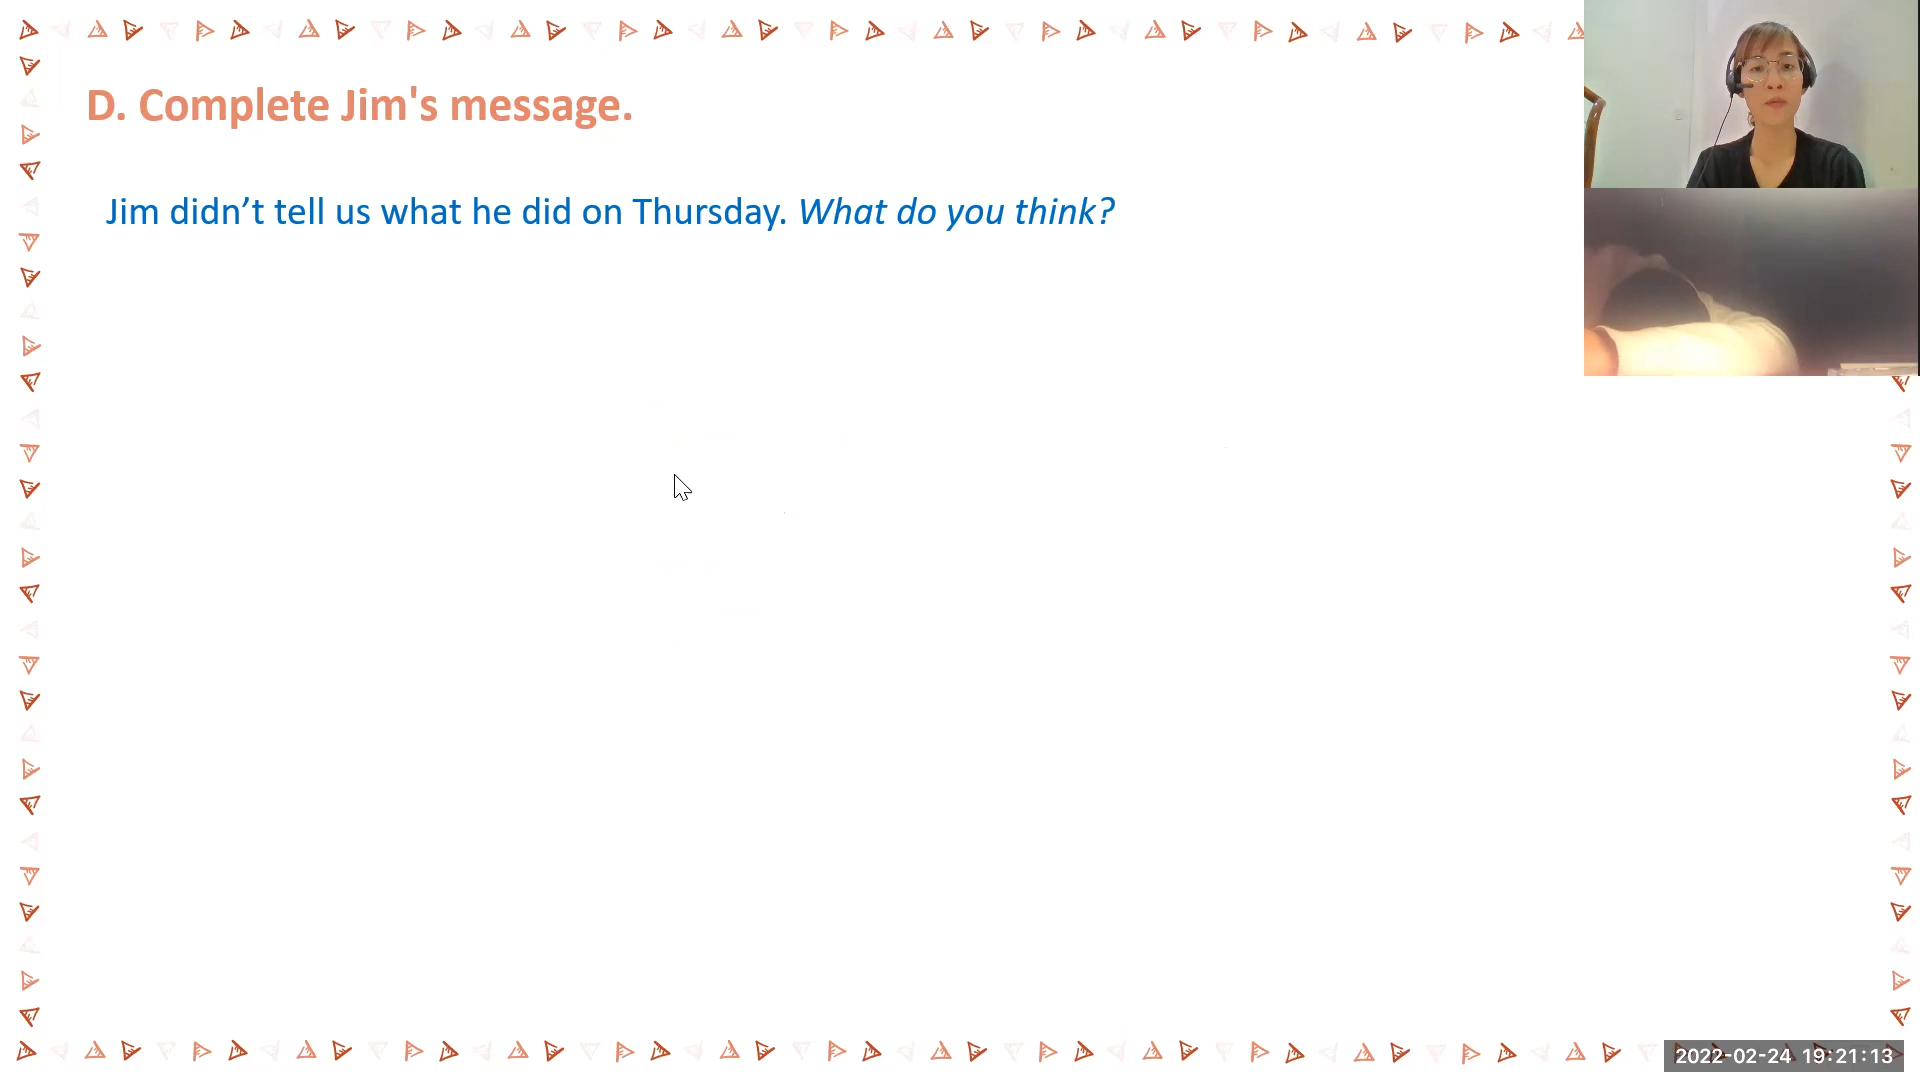 D. Complete Jim's message.
Jim didn’t tell us what he did on Thursday. What do you think?
2022-02-24 19:21:13